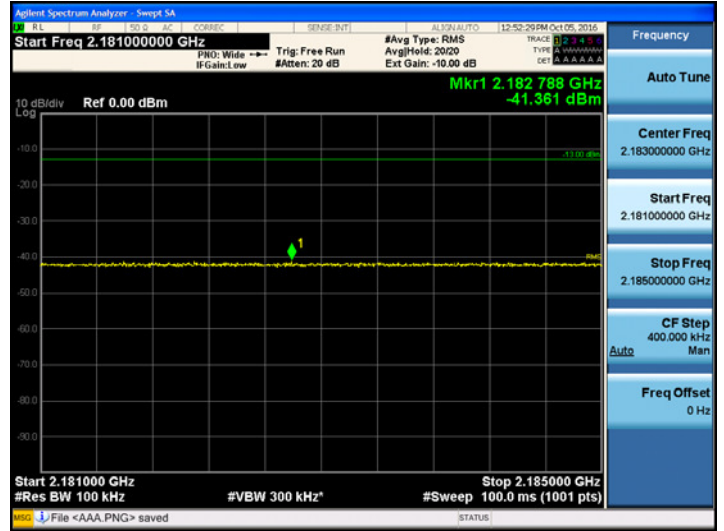 Agilent Spectrum Analyzer - Swept SA
RL RF 50 Ω AC CORREC SENSE:INT ALIGN AUTO 12:52:29 PM Oct 05, 2016
Start Freq 2.181000000 GHz
PNO: Wide
IFGain:Low
Trig: Free Run
#Atten: 20 dB
#Avg Type: RMS
Avg|Hold: 20/20
Ext Gain: -10.00 dB
TRACE 1 2 3 4 5 6
TYPE A
DET A A A A A A
Mkr1 2.182 788 GHz
-41.361 dBm
10 dB/div Ref 0.00 dBm
Log
-10.0
-13.00 dBm
-20.0
-30.0
1
-40.0
RMS
-50.0
-60.0
-70.0
-80.0
-90.0
Start 2.181000 GHz Stop 2.185000 GHz
#Res BW 100 kHz #VBW 300 kHz* #Sweep 100.0 ms (1001 pts)
MSG File <AAA.PNG> saved STATUS
Frequency
Auto Tune
Center Freq
2.183000000 GHz
Start Freq
2.181000000 GHz
Stop Freq
2.185000000 GHz
CF Step
400.000 kHz
Auto Man
Freq Offset
0 Hz